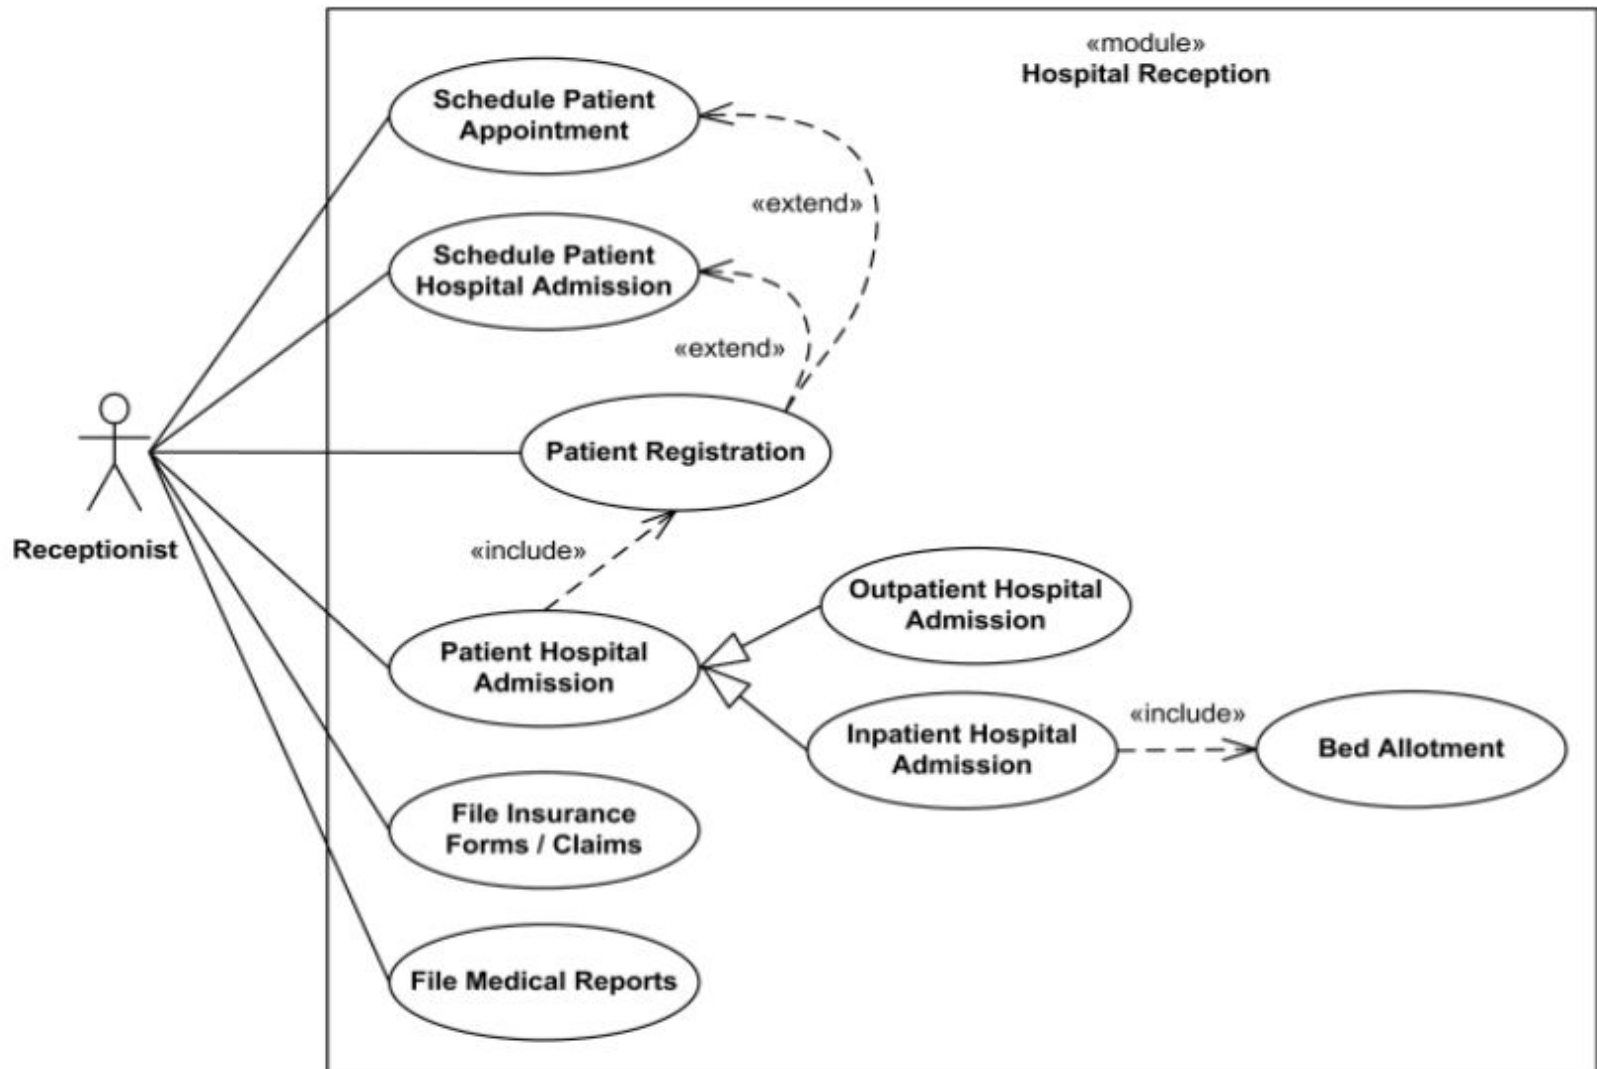 «module»
Hospital Reception
Schedule Patient
Appointment
«extend»
Schedule Patient
Hospital Admission
«extend»
Patient Registration
Receptionist
«include»
Outpatient Hospital
Admission
Patient Hospital
Admission
Inpatient Hospital
Admission
«include»
Bed Allotment
File Insurance
Forms / Claims
File Medical Reports